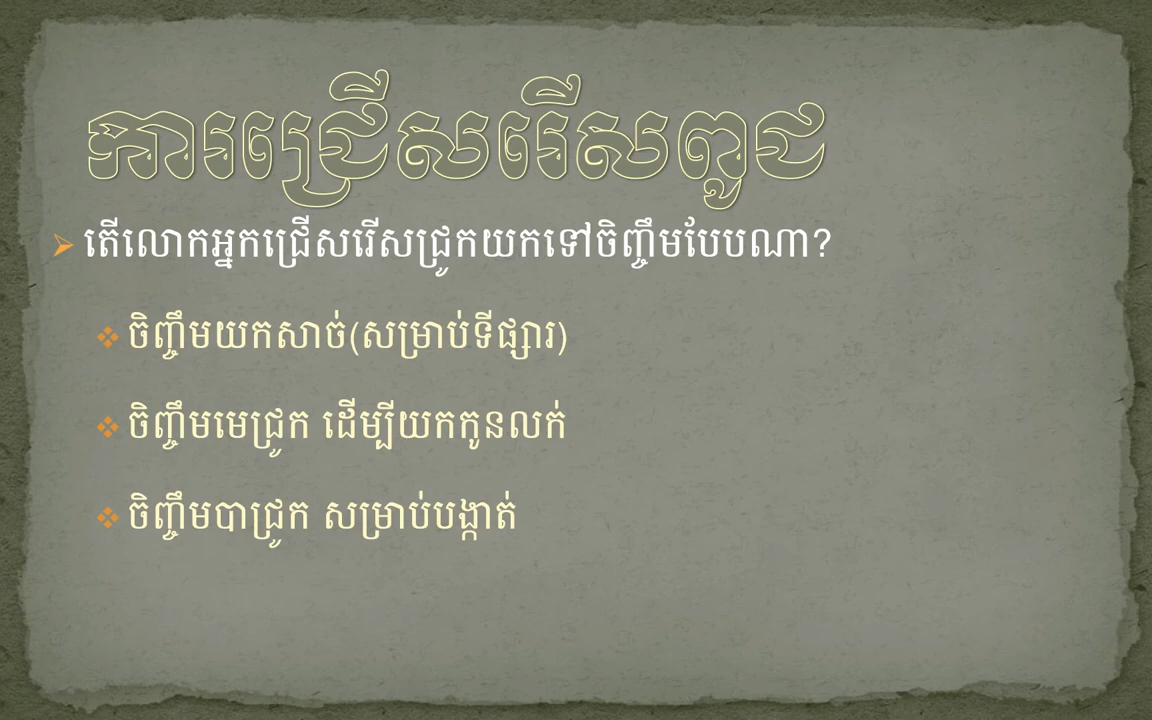 ការជ្រើសរើសពូជ
តើលោកអ្នកជ្រើសរើសជ្រូកយកទៅចិញ្ចឹមបែបណា?
ចិញ្ចឹមយកសាច់(សម្រាប់ទីផ្សារ)
ចិញ្ចឹមមេជ្រូក ដើម្បីយកកូនលក់
ចិញ្ចឹមបាជ្រូក សម្រាប់បង្កាត់